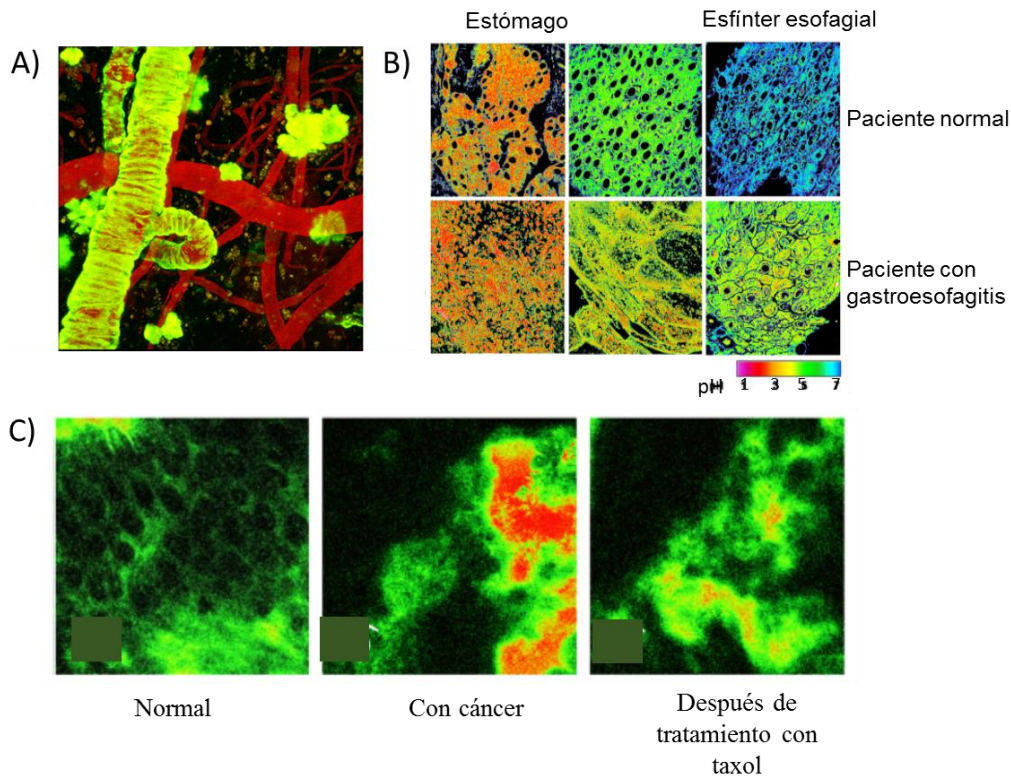 Estómago
Esfínter esofagial
A)
B)
Paciente normal
Paciente con
gastroesofagitis
pH 1 3 5 7
C)
Normal
Con cáncer
Después de
tratamiento con
taxol